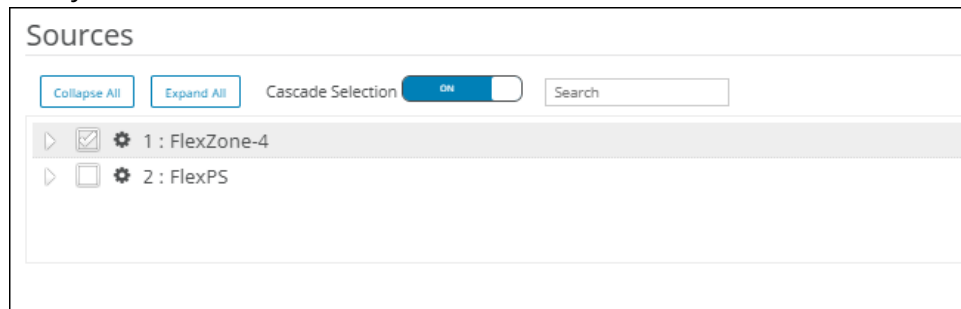 Sources
Collapse All Expand All Cascade Selection ON Search
1 : FlexZone-4
2 : FlexPS